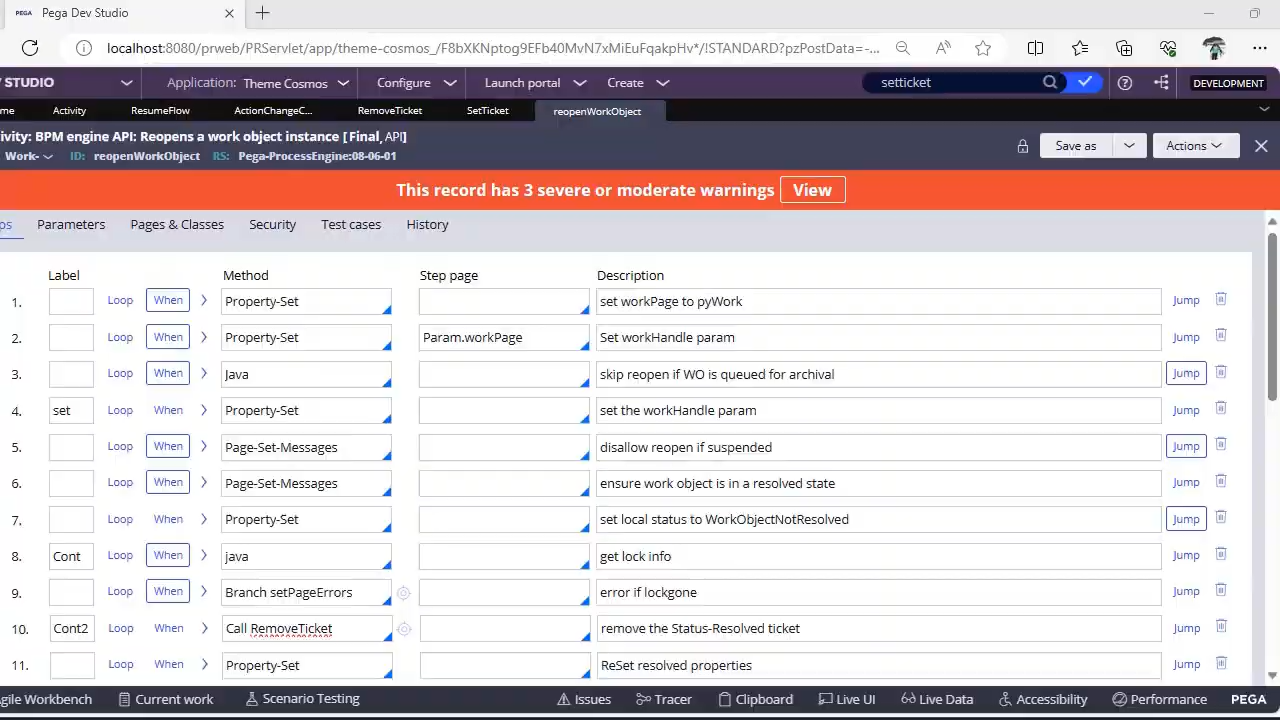 PEGA Pega Dev Studio
localhost:8080/prweb/PRServlet/app/theme-cosmos_/F8bXKNptog9EFb40MvN7xMiEuFqakpHv*/!STANDARD?pzPostData=-...
STUDIO Application: Theme Cosmos Configure Launch portal Create setticket DEVELOPMENT
me Activity ResumeFlow ActionChangeC... RemoveTicket SetTicket reopenWorkObject
ivity: BPM engine API: Reopens a work object instance [Final, API]
Work- ID: reopenWorkObject RS: Pega-ProcessEngine:08-06-01 Save as Actions
This record has 3 severe or moderate warnings View
ps Parameters Pages & Classes Security Test cases History
Label Method Step page Description
1. Loop When Property-Set set workPage to pyWork Jump
2. Loop When Property-Set Param.workPage Set workHandle param Jump
3. Loop When Java skip reopen if WO is queued for archival Jump
4. set Loop When Property-Set set the workHandle param Jump
5. Loop When Page-Set-Messages disallow reopen if suspended Jump
6. Loop When Page-Set-Messages ensure work object is in a resolved state Jump
7. Loop When Property-Set set local status to WorkObjectNotResolved Jump
8. Cont Loop When java get lock info Jump
9. Loop When Branch setPageErrors error if lockgone Jump
10. Cont2 Loop When Call RemoveTicket remove the Status-Resolved ticket Jump
11. Loop When Property-Set ReSet resolved properties Jump
gile Workbench Current work Scenario Testing Issues Tracer Clipboard Live UI Live Data Accessibility Performance PEGA